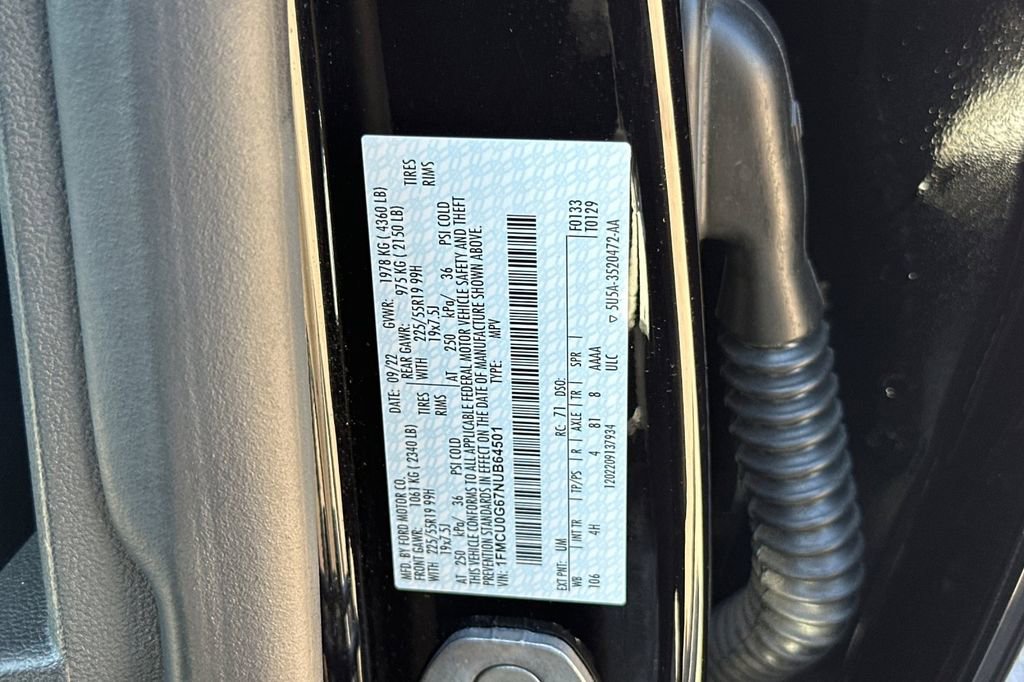 MFD. BY FORD MOTOR CO. DATE: 09/22 GVWR: 1978 KG ( 4360 LB)
FRONT GAWR: 1061 KG ( 2340 LB) REAR GAWR: 975 KG ( 2150 LB)
WITH 225/55R19 99H TIRES WITH 225/55R19 99H TIRES
19x7.5J RIMS 19x7.5J RIMS
AT 250 kPa/ 36 PSI COLD AT 250 kPa/ 36 PSI COLD
THIS VEHICLE CONFORMS TO ALL APPLICABLE FEDERAL MOTOR VEHICLE SAFETY AND THEFT
PREVENTION STANDARDS IN EFFECT ON THE DATE OF MANUFACTURE SHOWN ABOVE.
VIN: 1FMCU0G67NUB64501 TYPE: MPV
F0133
T0129
EXT PNT: UM RC: 71 DSO:
WB INT TR TP/PS R AXLE TR SPR
106 4H 4 81 8 AAAA
ULC
1202209137934 ▽ 5U5A-3520472-AA